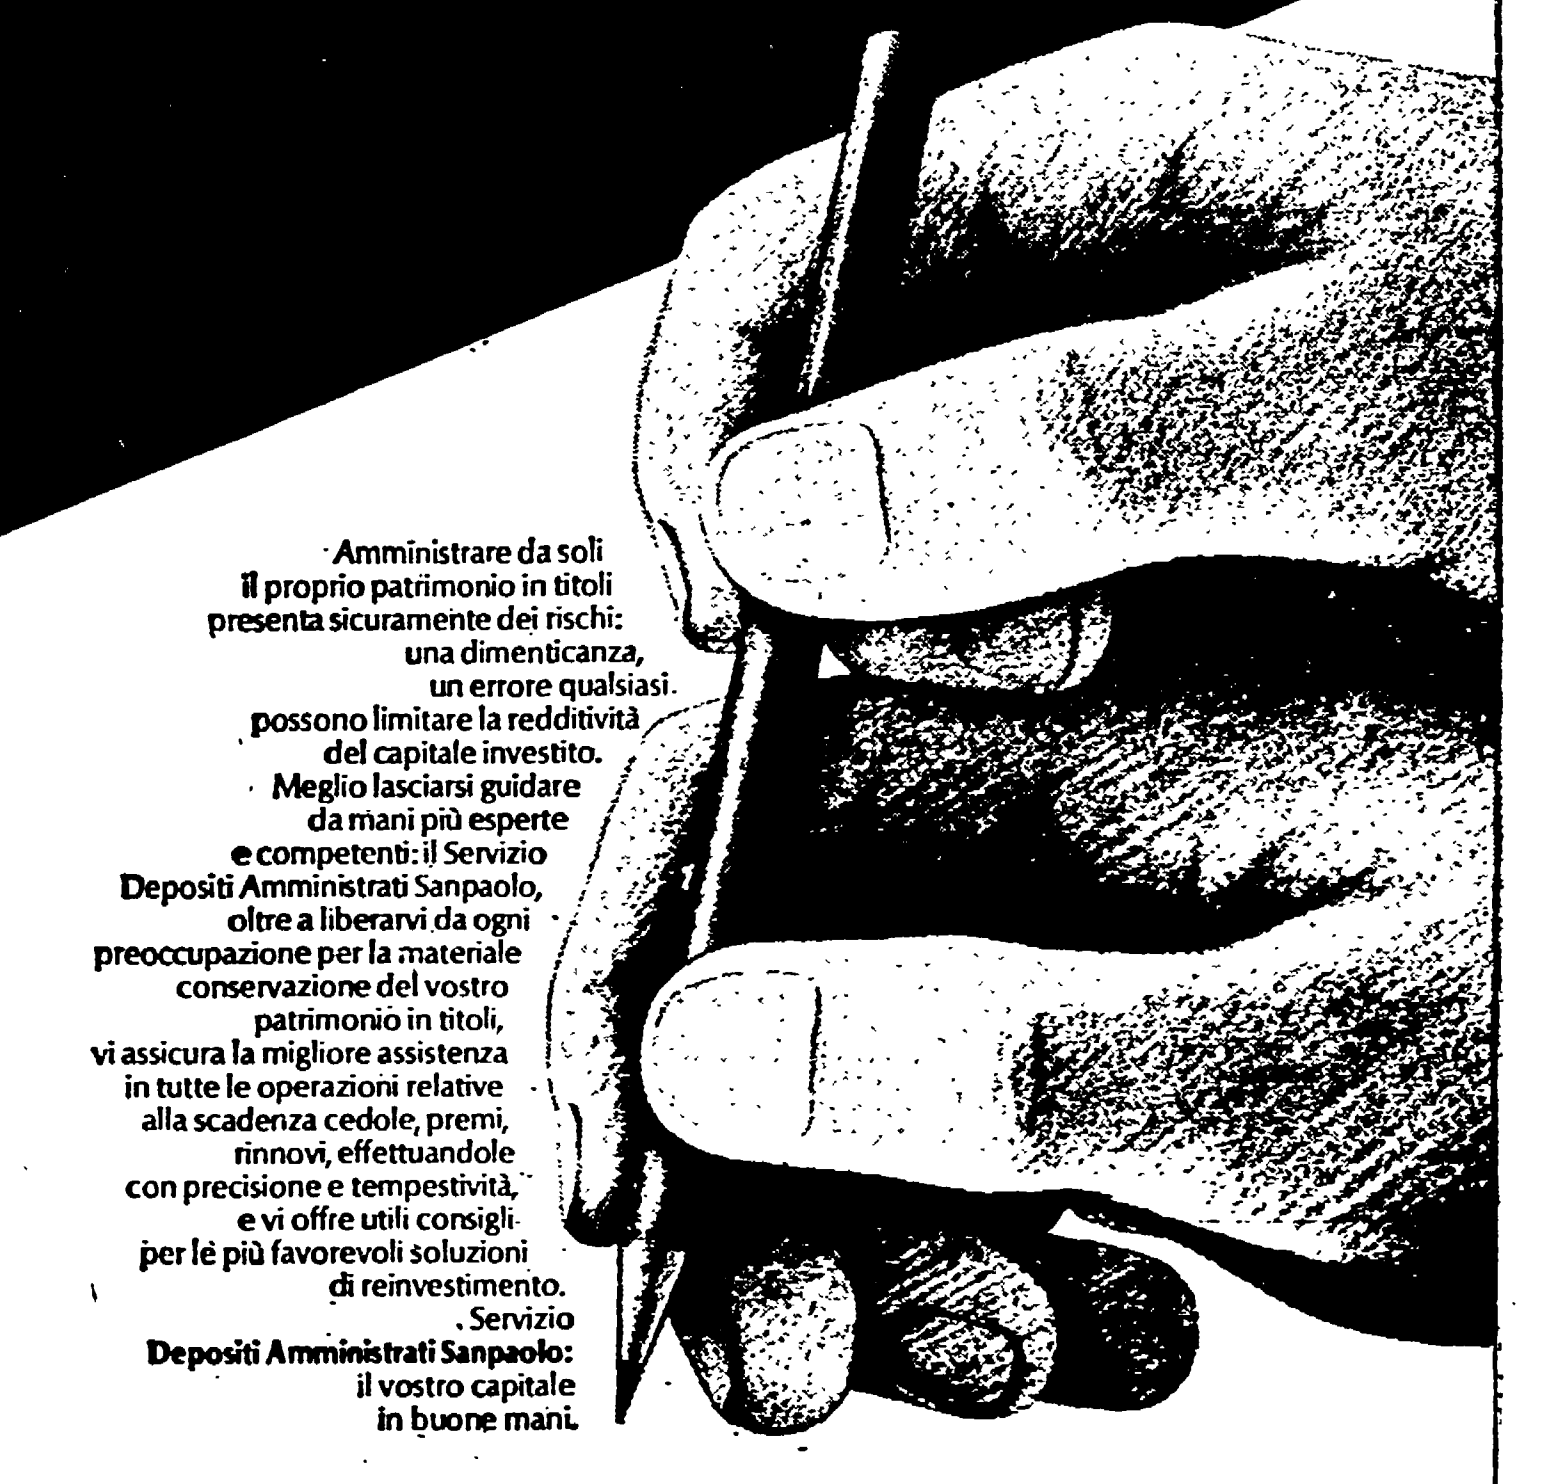 Amministrare da soli
il proprio patrimonio in titoli
presenta sicuramente dei rischi:
una dimenticanza,
un errore qualsiasi
possono limitare la redditività
del capitale investito.
Meglio lasciarsi guidare
da mani più esperte
e competenti: il Servizio
Depositi Amministrati Sanpaolo,
oltre a liberarvi da ogni
preoccupazione per la materiale
conservazione del vostro
patrimonio in titoli,
vi assicura la migliore assistenza
in tutte le operazioni relative
alla scadenza cedole, premi,
rinnovi, effettuandole
con precisione e tempestività,
e vi offre utili consigli
per le più favorevoli soluzioni
di reinvestimento.
Servizio
Depositi Amministrati Sanpaolo:
il vostro capitale
in buone mani.